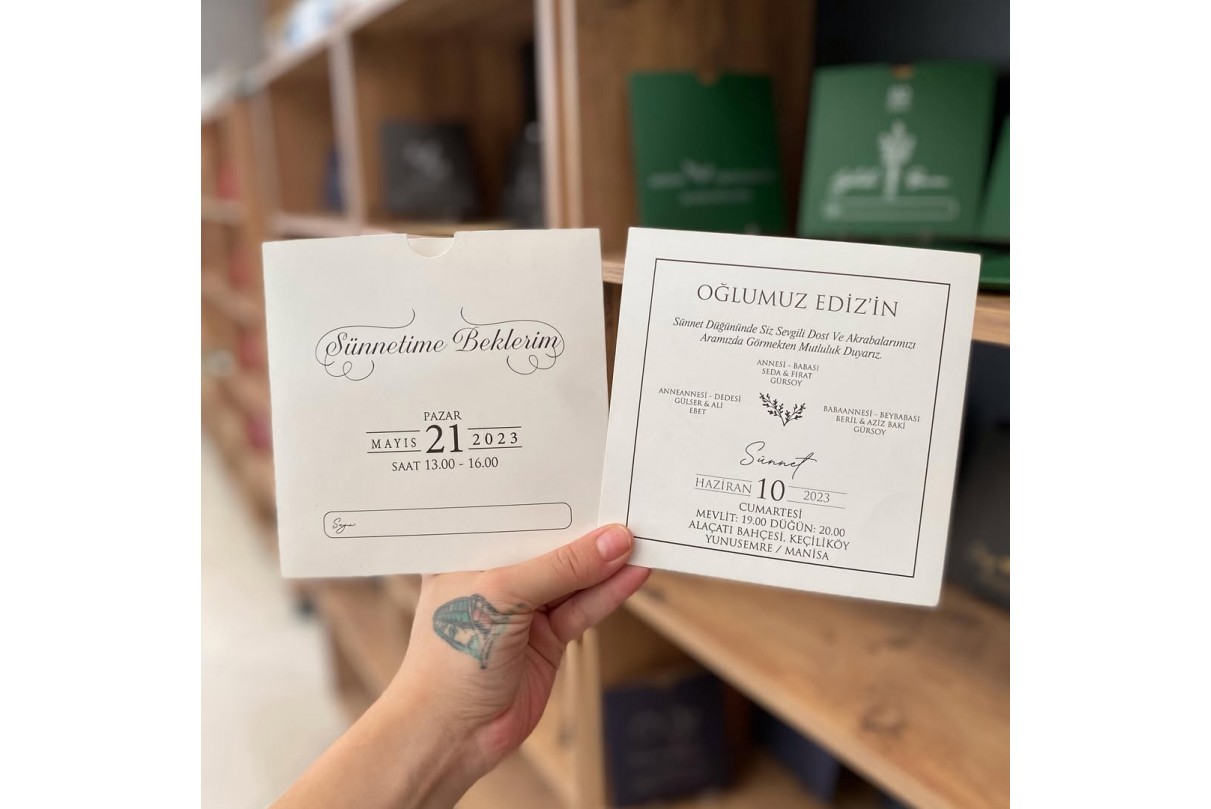 Sünnetime Beklerim
PAZAR
MAYIS 21 2023
SAAT 13.00 - 16.00
Sayın
OĞLUMUZ EDİZ'İN
Sünnet Düğününde Siz Sevgili Dost Ve Akrabalarımızı
Aramızda Görmekten Mutluluk Duyarız.
ANNESİ - BABASI
SEDA & FIRAT
GÜRSOY
ANNEANNESİ - DEDESİ
GÜLSER & ALİ
EBET
BABAANNESİ - BEYBABASI
BERİL & AZİZ BAKİ
GÜRSOY
Sünnet
HAZİRAN 10 2023
CUMARTESİ
MEVLİT: 19.00 DÜĞÜN: 20.00
ALAÇATI BAHÇESİ, KEÇİLİKÖY
YUNUSEMRE / MANİSA